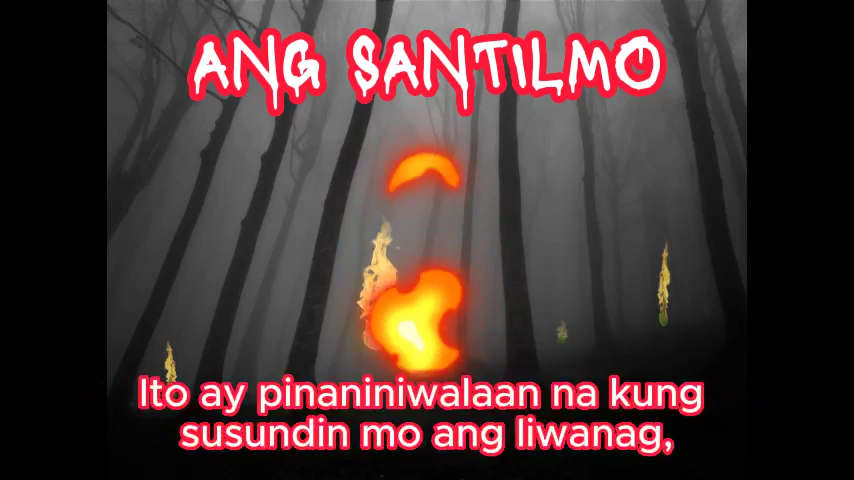 ANG SANTILMO
Ito ay pinaniniwalaan na kung
susundin mo ang liwanag,